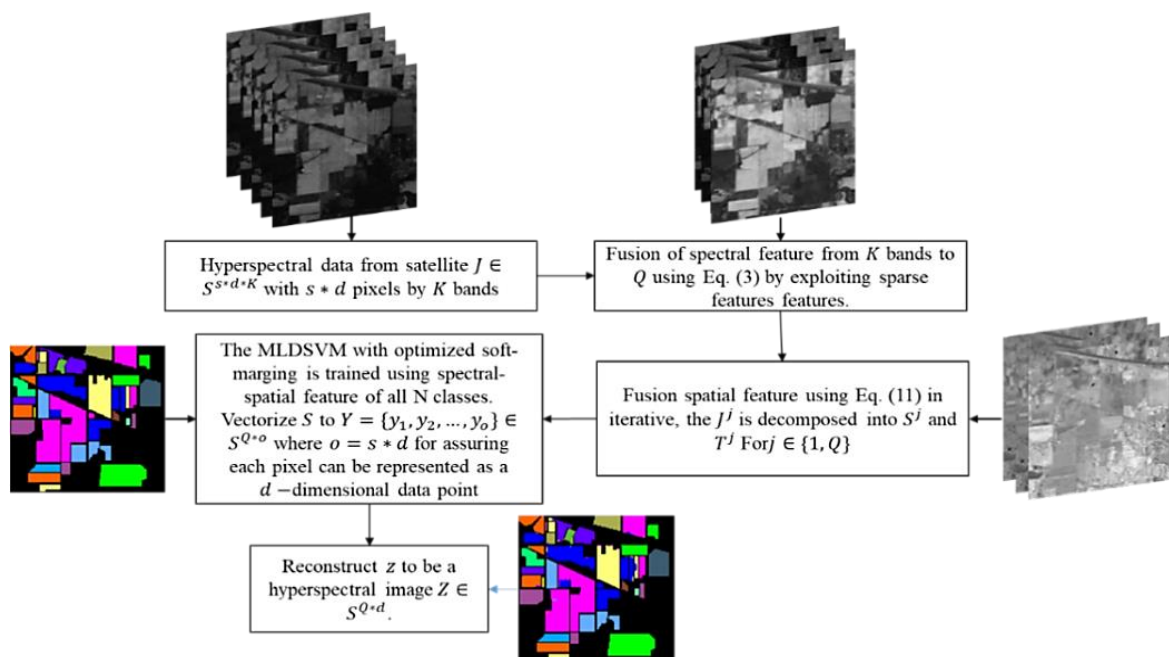 Hyperspectral data from satellite J ∈
S^{s*d*K} with s * d pixels by K bands
Fusion of spectral feature from K bands to
Q using Eq. (3) by exploiting sparse
features features.
The MLDSVM with optimized soft-
marging is trained using spectral-
spatial feature of all N classes.
Vectorize S to Y = {y₁, y₂, ..., yₒ} ∈
S^{Q*o} where o = s * d for assuring
each pixel can be represented as a
d −dimensional data point
Fusion spatial feature using Eq. (11) in
iterative, the J^j is decomposed into S^j and
T^j Forj ∈ {1, Q}
Reconstruct z to be a
hyperspectral image Z ∈
S^{Q*d}.